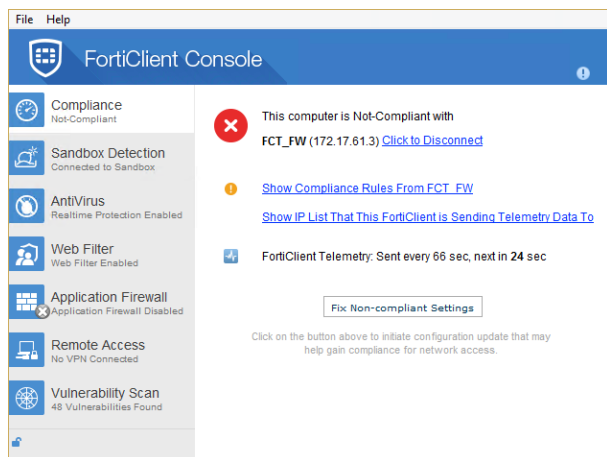 File Help
FortiClient Console
Compliance
Not-Compliant
Sandbox Detection
Connected to Sandbox
AntiVirus
Realtime Protection Enabled
Web Filter
Web Filter Enabled
Application Firewall
Application Firewall Disabled
Remote Access
No VPN Connected
Vulnerability Scan
48 Vulnerabilities Found
This computer is Not-Compliant with
FCT_FW (172.17.61.3) Click to Disconnect
Show Compliance Rules From FCT_FW
Show IP List That This FortiClient is Sending Telemetry Data To
FortiClient Telemetry: Sent every 66 sec, next in 24 sec
Fix Non-compliant Settings
Click on the button above to initiate configuration update that may
help gain compliance for network access.